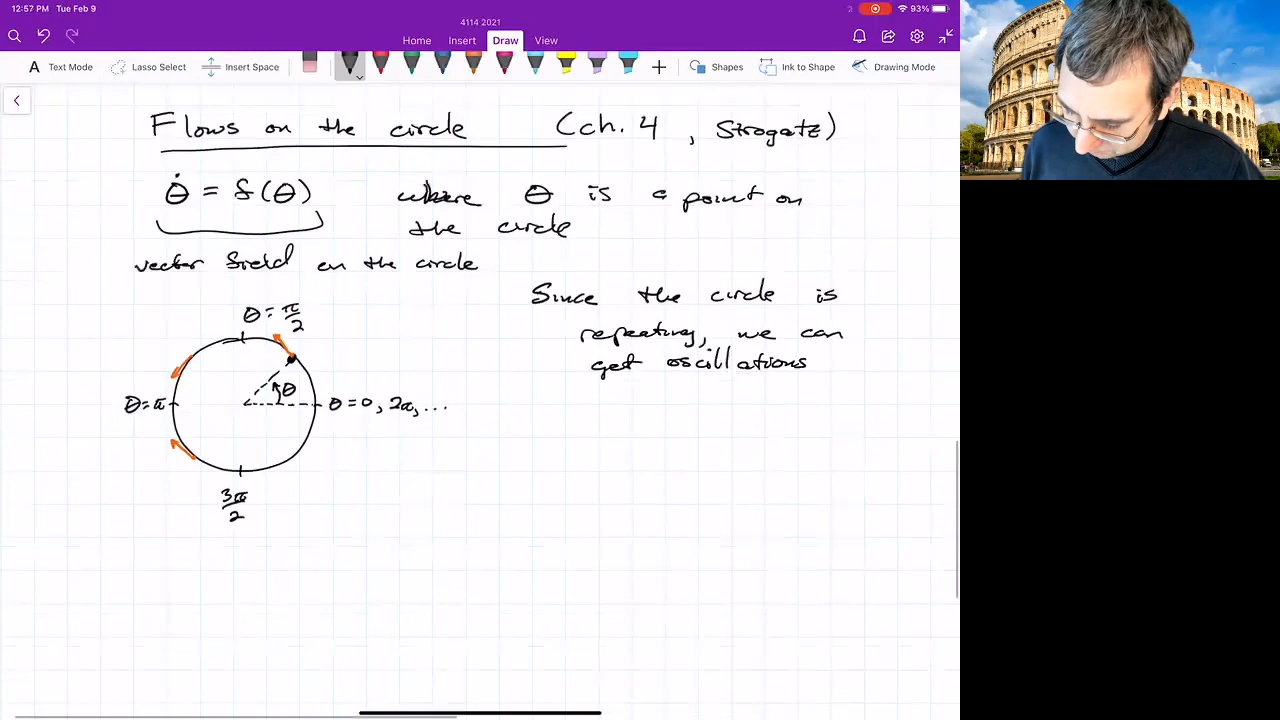 12:57 PM Tue Feb 9
93%
4114 2021
Home Insert Draw View
Text Mode Lasso Select Insert Space Shapes Ink to Shape Drawing Mode
Flows on the circle (ch. 4, Strogatz)
θ̇ = f(θ) where θ is a point on
the circle
vector field on the circle
Since the circle is
repeating, we can
get oscillations
θ = π/2
θ
θ=π
θ=0, 2π, ...
3π/2